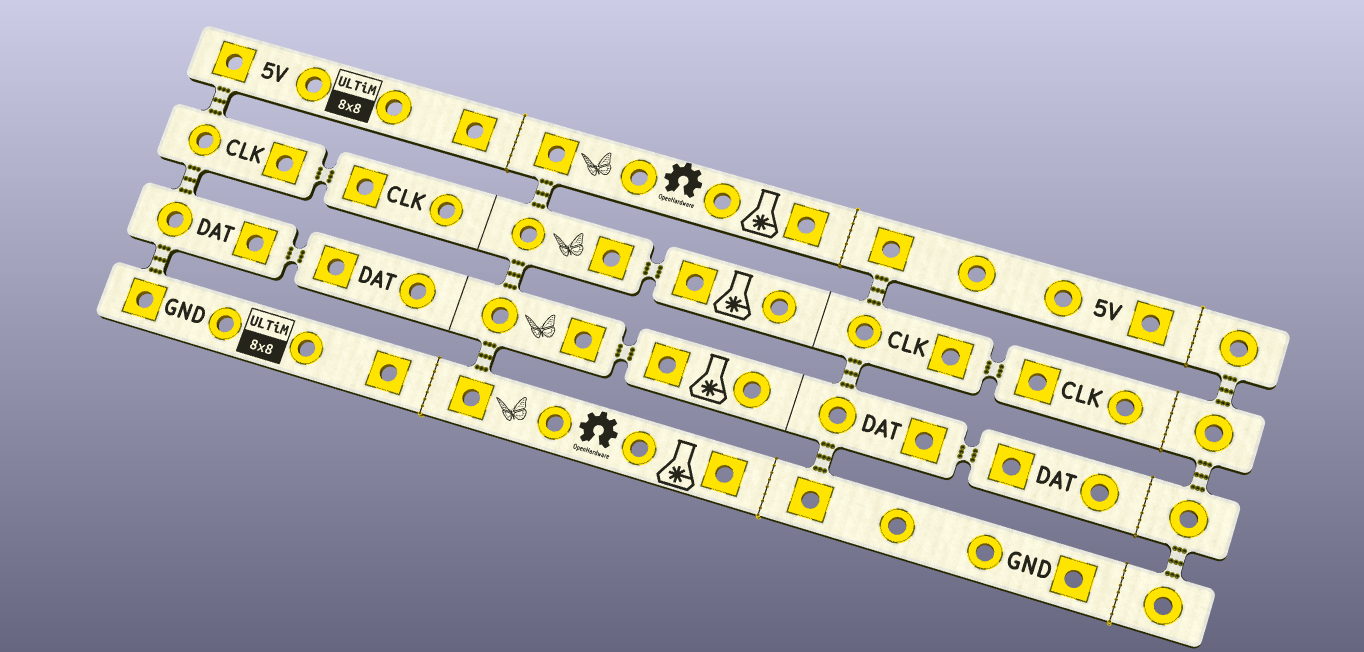 5V
ULTiM
8x8
OpenHardware
5V
CLK
CLK
CLK
CLK
DAT
DAT
DAT
DAT
GND
ULTiM
8x8
OpenHardware
GND